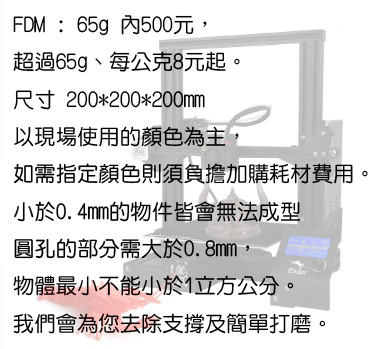 FDM : 65g 內500元，
超過65g、每公克8元起。
尺寸 200*200*200mm
以現場使用的顏色為主，
如需指定顏色則須負擔加購耗材費用。
小於0.4mm的物件皆會無法成型
圓孔的部分需大於0.8mm，
物體最小不能小於1立方公分。
我們會為您去除支撐及簡單打磨。
Ender